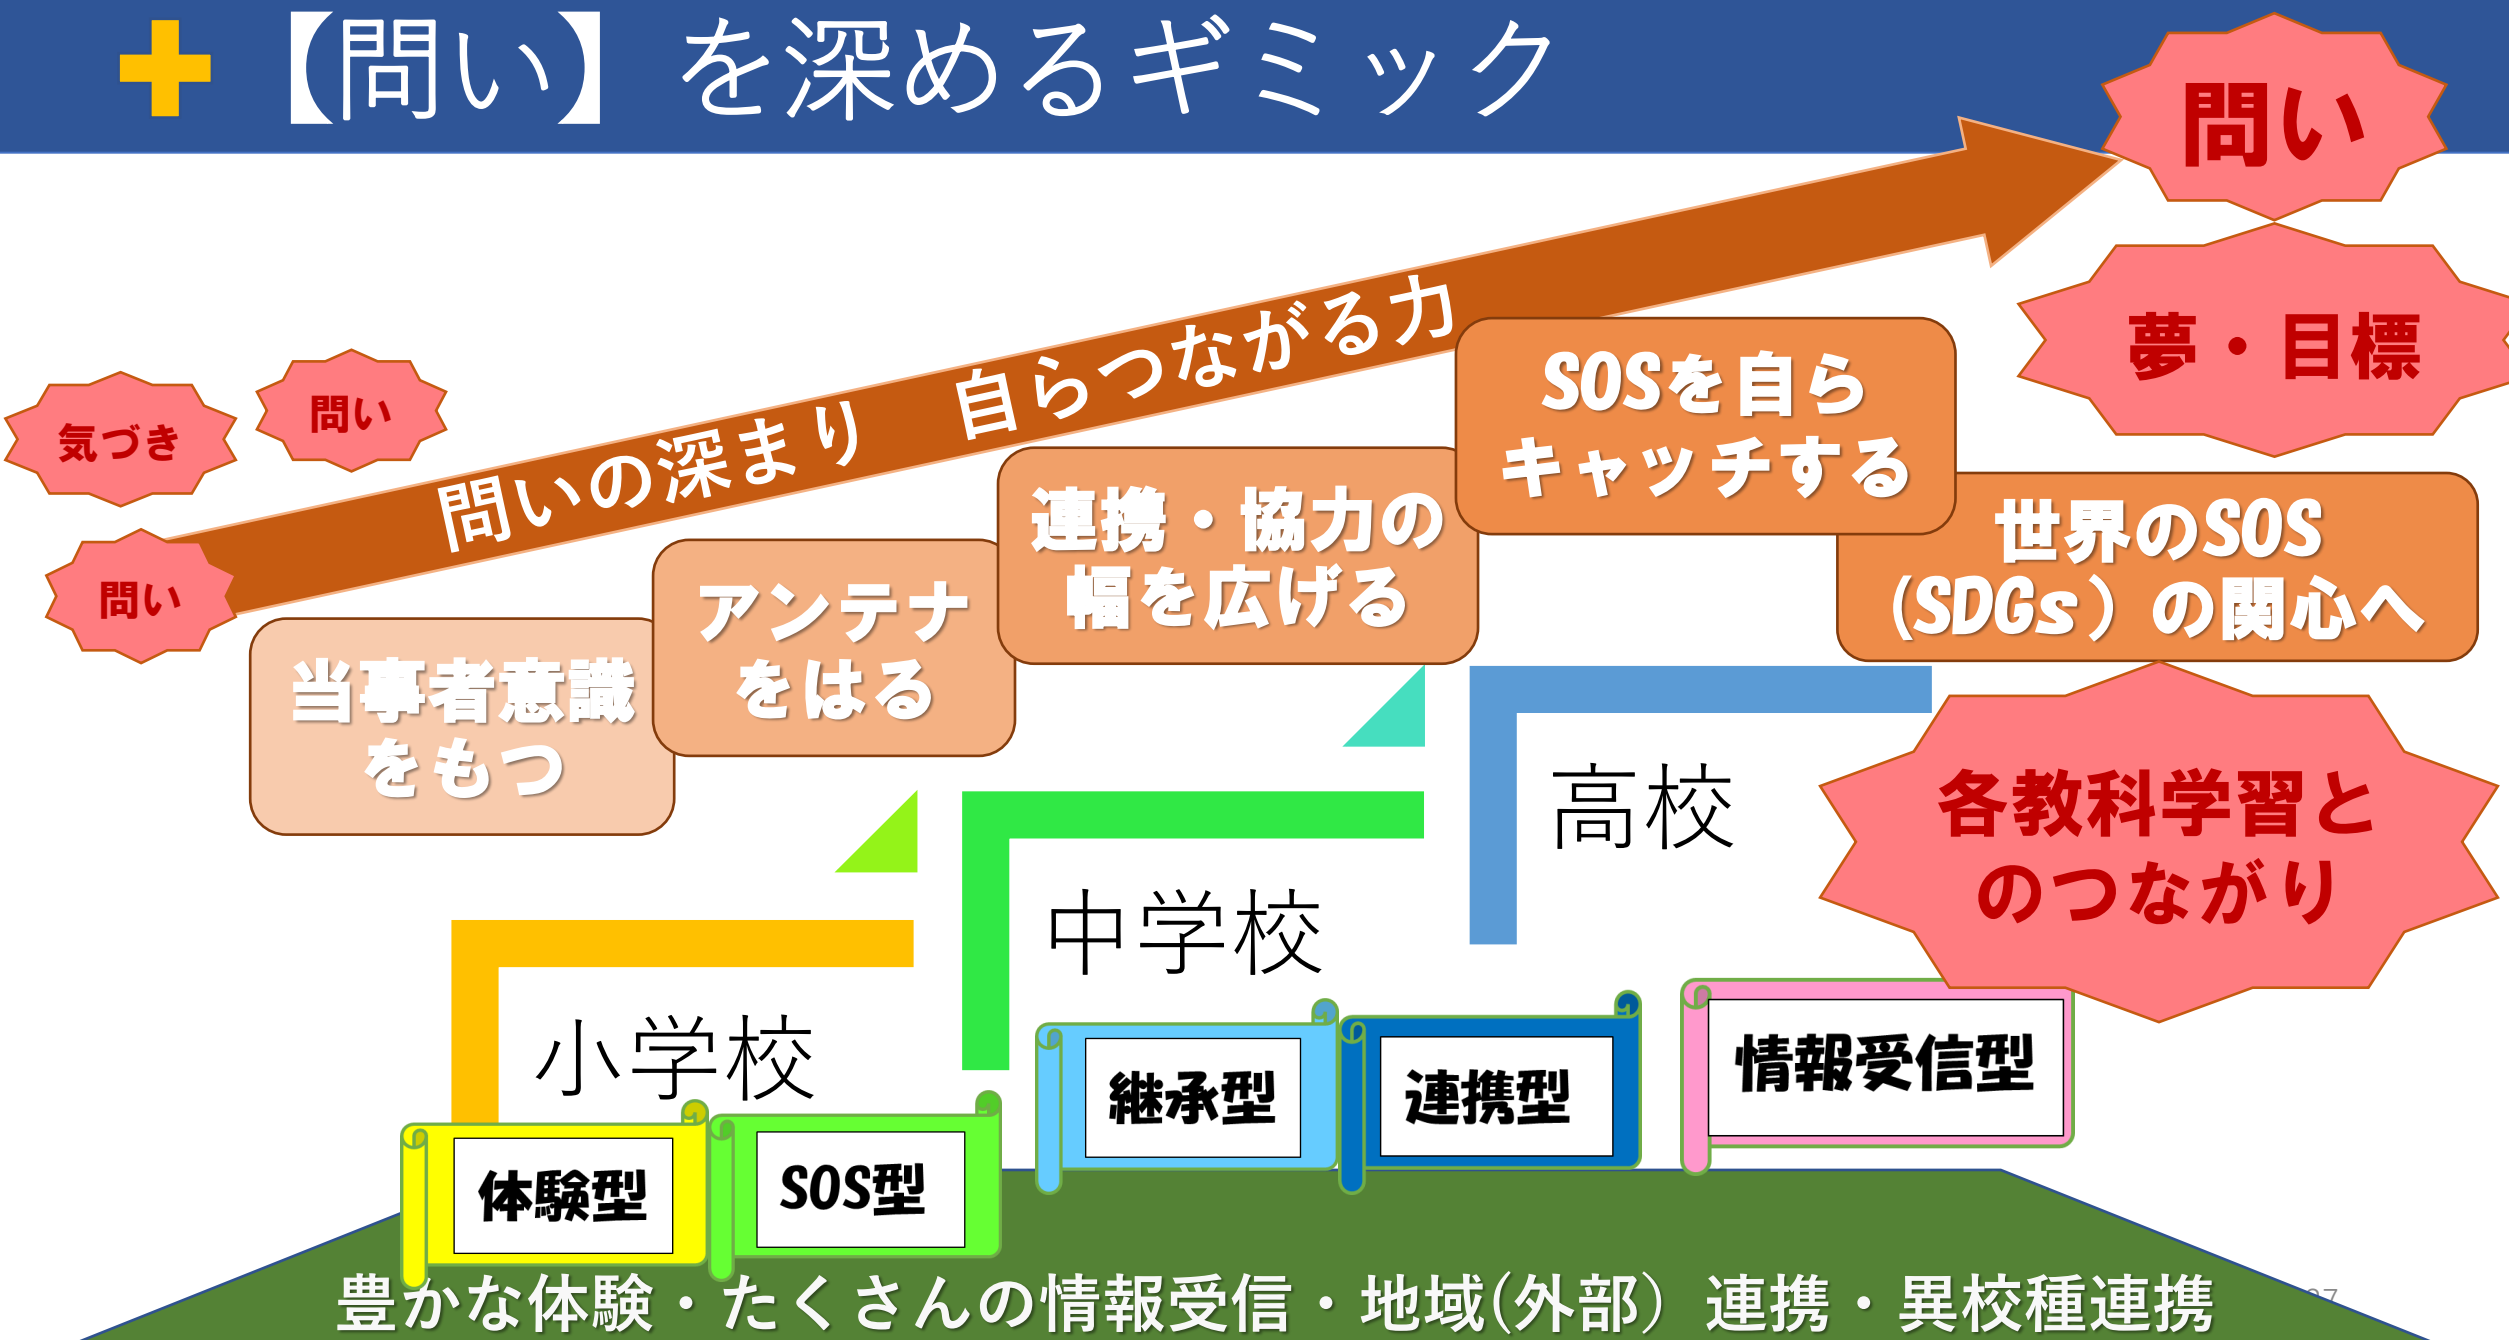 【問い】を深めるギミック
問い
夢・目標
気づき
問い
問い
問いの深まり 自らつながる力
当事者意識
をもつ
アンテナ
をはる
連携・協力の
幅を広げる
SOSを自ら
キャッチする
世界のSOS
(SDGs)の関心へ
各教科学習と
のつながり
高校
中学校
小学校
体験型
SOS型
継承型
連携型
情報受信型
豊かな体験・たくさんの情報受信・地域(外部)連携・異校種連携